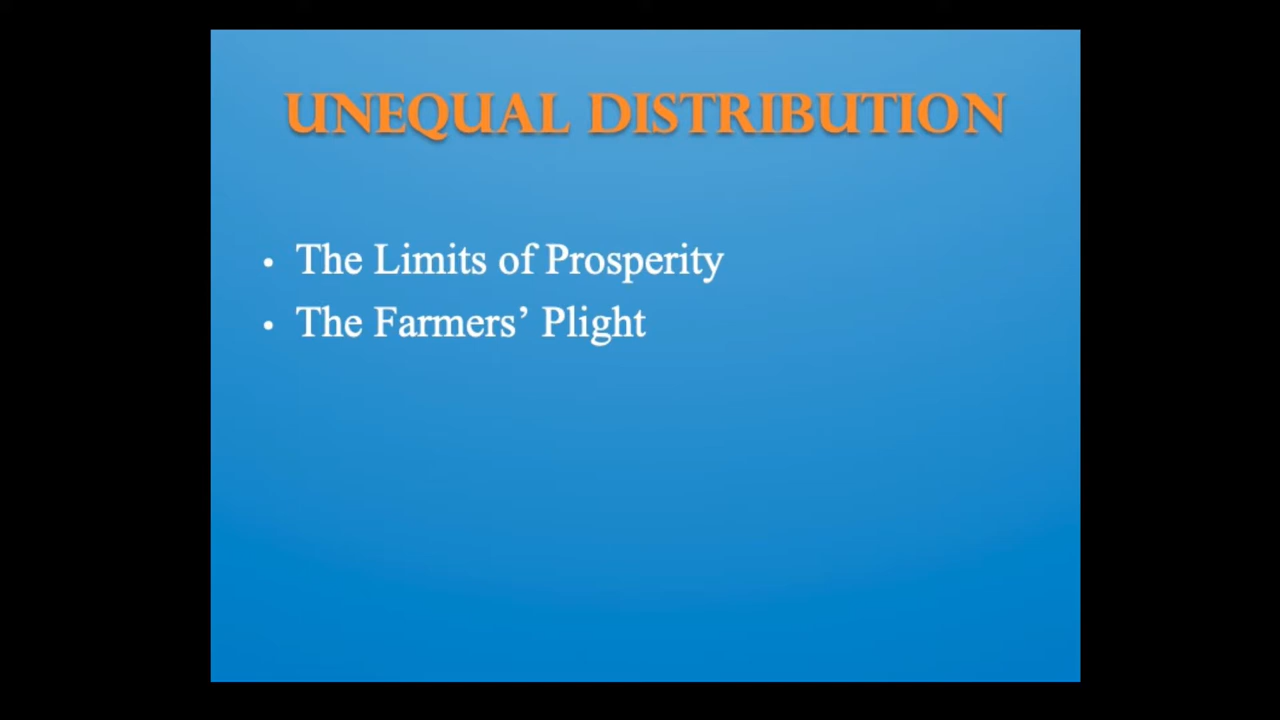 UNEQUAL DISTRIBUTION
• The Limits of Prosperity
• The Farmers’ Plight